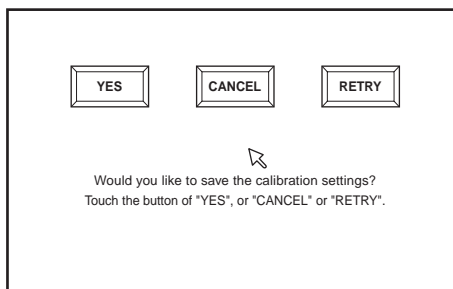 YES CANCEL RETRY
Would you like to save the calibration settings?
Touch the button of "YES", or "CANCEL" or "RETRY".